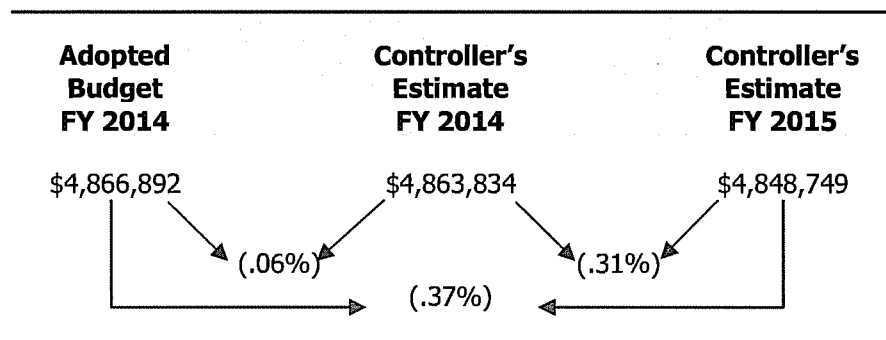 Adopted Controller's Controller's
Budget Estimate Estimate
FY 2014 FY 2014 FY 2015
$4,866,892 $4,863,834 $4,848,749
(.06%) (.31%)
(.37%)